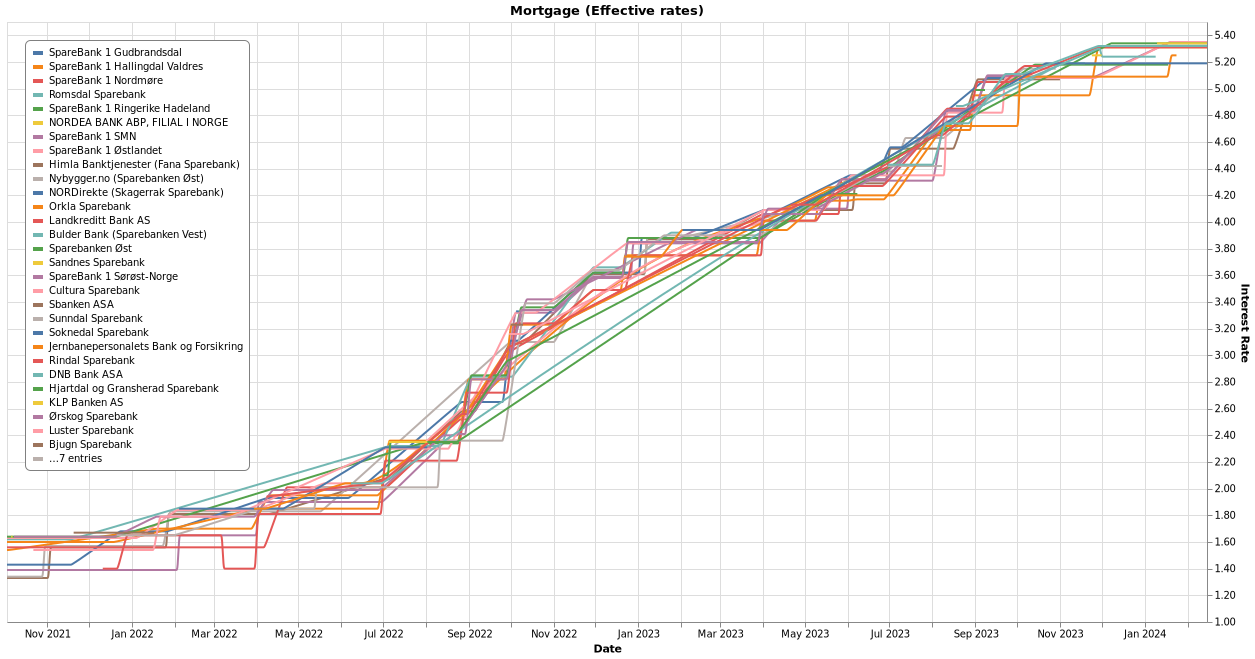 Mortgage (Effective rates)
SpareBank 1 Gudbrandsdal
SpareBank 1 Hallingdal Valdres
SpareBank 1 Nordmøre
Romsdal Sparebank
SpareBank 1 Ringerike Hadeland
NORDEA BANK ABP, FILIAL I NORGE
SpareBank 1 SMN
SpareBank 1 Østlandet
Himla Banktjenester (Fana Sparebank)
Nybygger.no (Sparebanken Øst)
NORDirekte (Skagerrak Sparebank)
Orkla Sparebank
Landkreditt Bank AS
Bulder Bank (Sparebanken Vest)
Sparebanken Øst
Sandnes Sparebank
SpareBank 1 Sørøst-Norge
Cultura Sparebank
Sbanken ASA
Sunndal Sparebank
Soknedal Sparebank
Jernbanepersonalets Bank og Forsikring
Rindal Sparebank
DNB Bank ASA
Hjartdal og Gransherad Sparebank
KLP Banken AS
Ørskog Sparebank
Luster Sparebank
Bjugn Sparebank
...7 entries
5.40
5.20
5.00
4.80
4.60
4.40
4.20
4.00
3.80
3.60
3.40
3.20
3.00
2.80
2.60
2.40
2.20
2.00
1.80
1.60
1.40
1.20
1.00
Interest Rate
Nov 2021
Jan 2022
Mar 2022
May 2022
Jul 2022
Sep 2022
Nov 2022
Jan 2023
Mar 2023
May 2023
Jul 2023
Sep 2023
Nov 2023
Jan 2024
Date